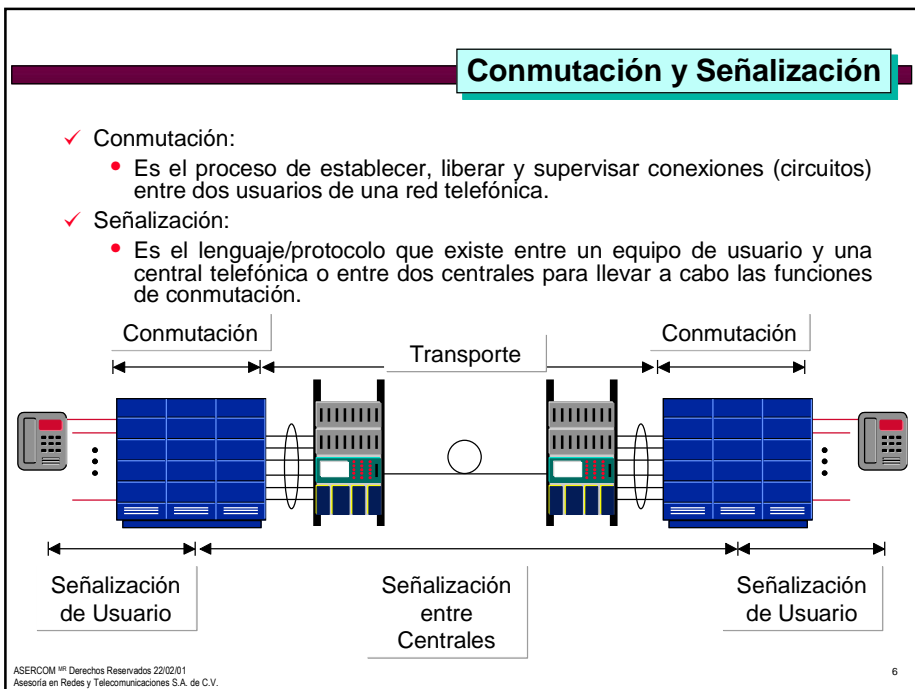 Conmutación y Señalización
✓ Conmutación:
• Es el proceso de establecer, liberar y supervisar conexiones (circuitos)
entre dos usuarios de una red telefónica.
✓ Señalización:
• Es el lenguaje/protocolo que existe entre un equipo de usuario y una
central telefónica o entre dos centrales para llevar a cabo las funciones
de conmutación.
Conmutación
Transporte
Conmutación
Señalización
de Usuario
Señalización
entre
Centrales
Señalización
de Usuario
ASERCOM MR Derechos Reservados 22/02/01
Asesoría en Redes y Telecomunicaciones S.A. de C.V.
6